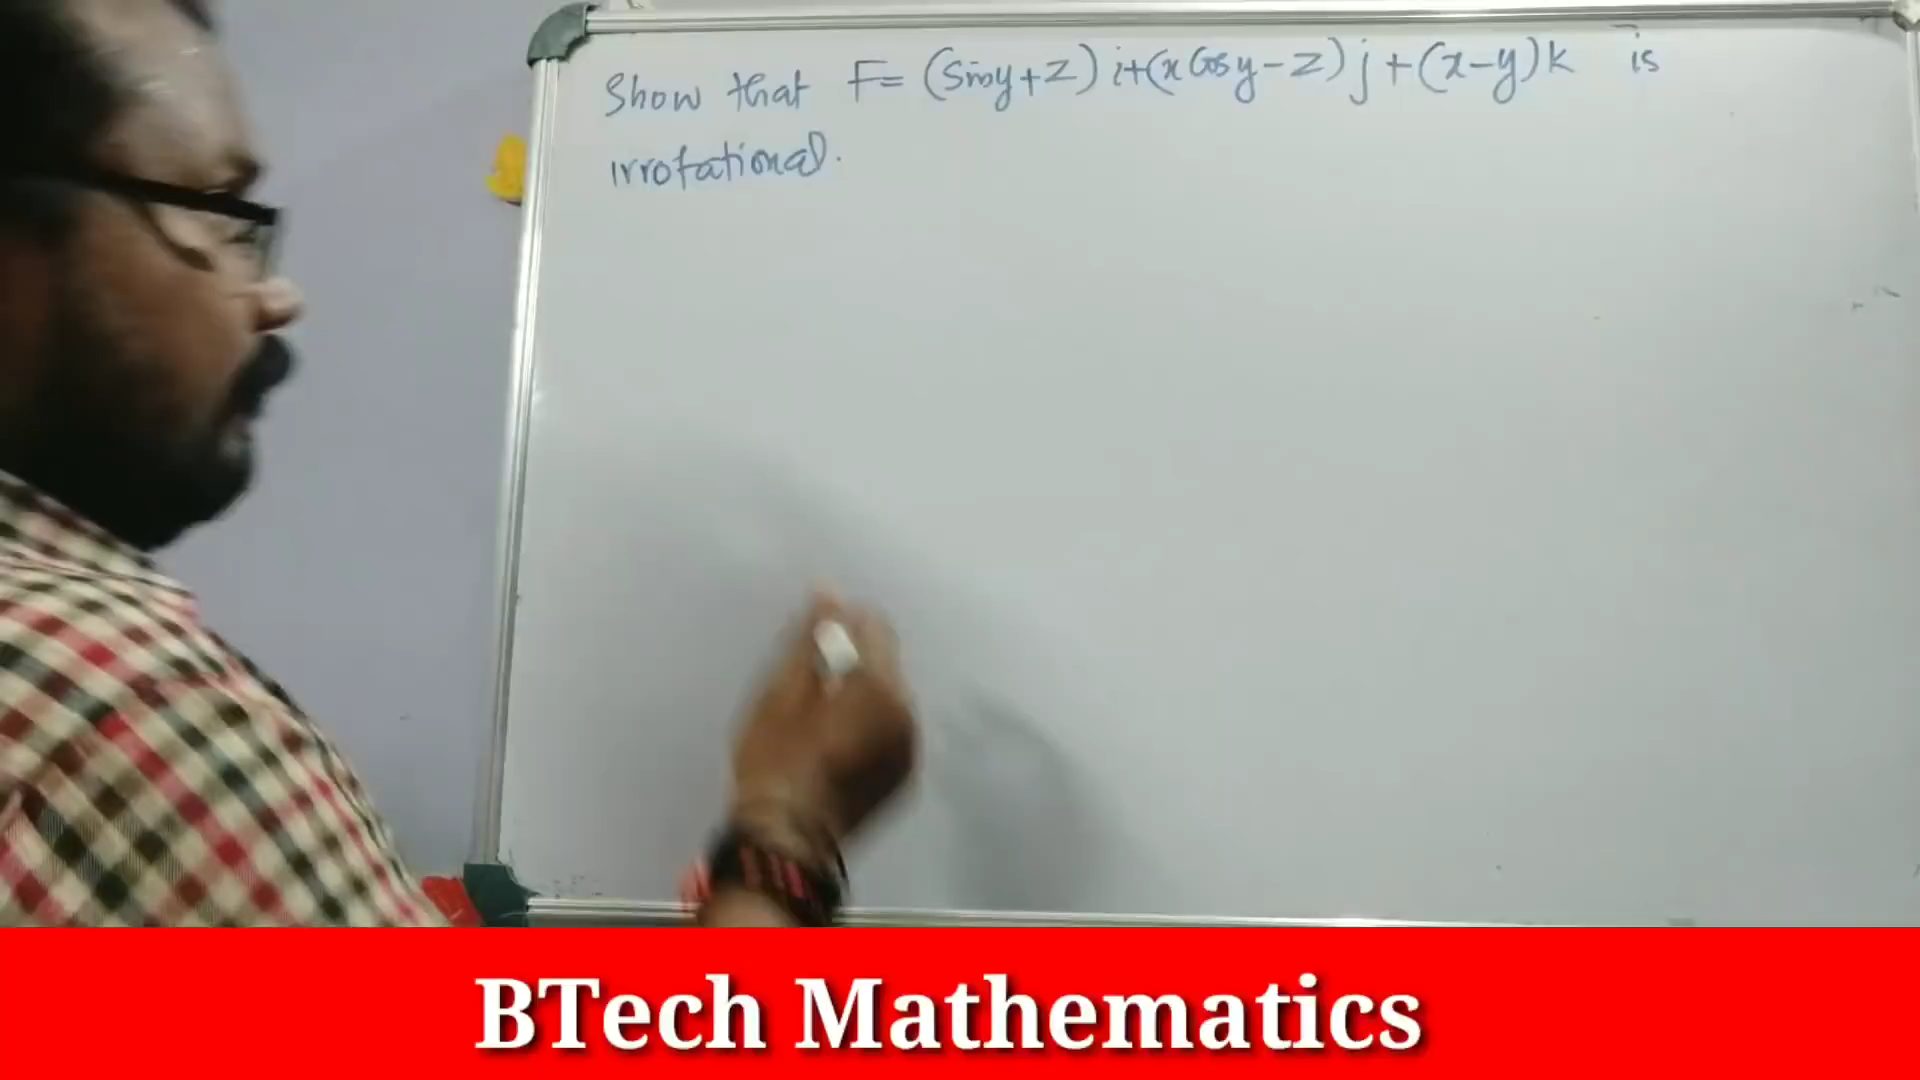 Show that F= (Siny+z) i+(x Cosy-z) j+(x-y)k is
irrotational.
BTech Mathematics